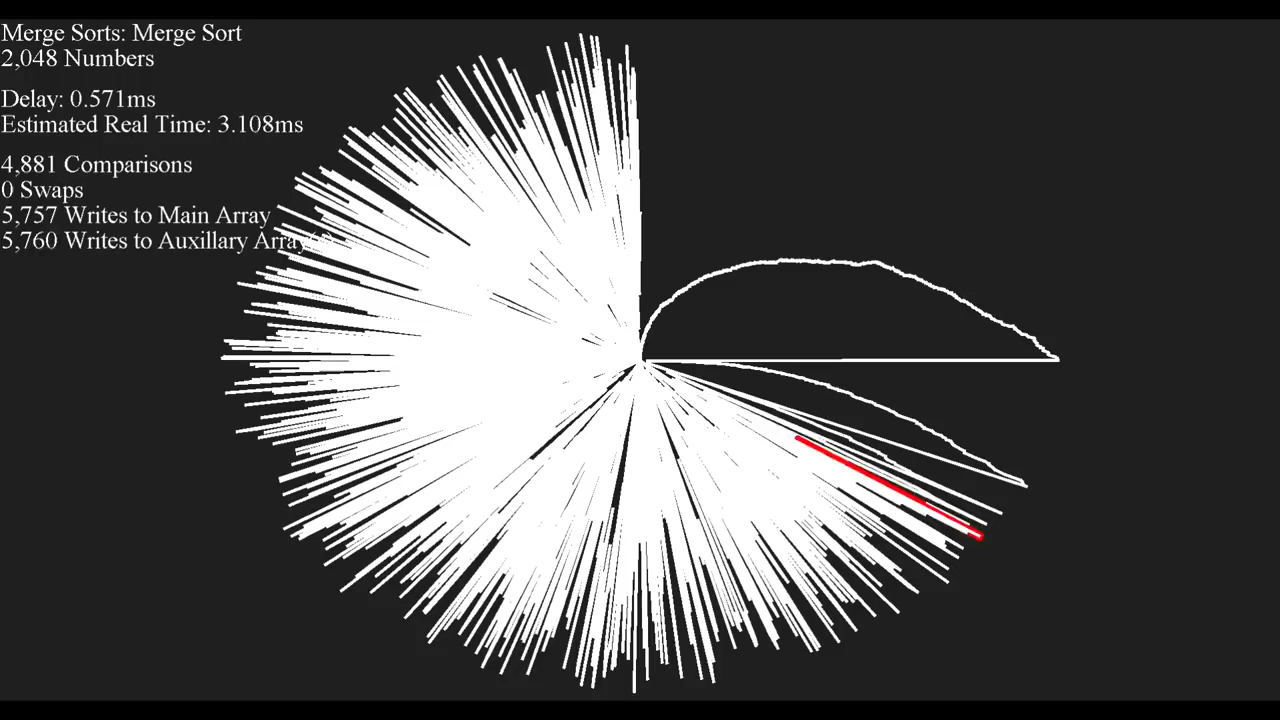 Merge Sorts: Merge Sort
2,048 Numbers
Delay: 0.571ms
Estimated Real Time: 3.108ms
4,881 Comparisons
0 Swaps
5,757 Writes to Main Array
5,760 Writes to Auxillary Array(s)